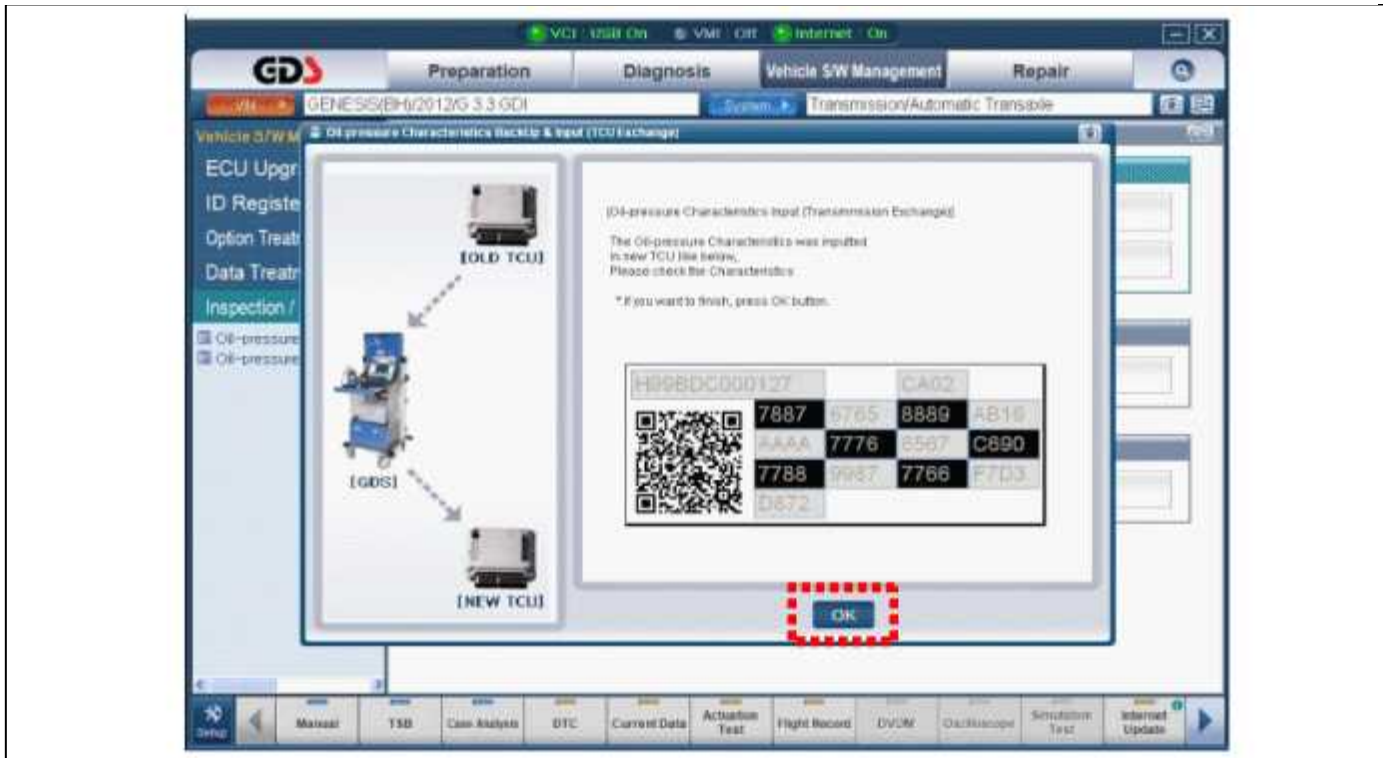 VCI : USB On VMI : Off Internet : On
GDS Preparation Diagnosis Vehicle S/W Management Repair
VIN GENESIS(BH)/2012/G 3.3 GDI System Transmission/Automatic Transaxle
Vehicle S/W M
Oil-pressure Characteristics BackUp & Input (TCU Exchange)
ECU Upgr
ID Registe
Option Treatr
Data Treatr
Inspection /
Oil-pressure
Oil-pressure
[OLD TCU]
[GDS]
[NEW TCU]
[Oil-pressure Characteristics Input (Transmission Exchange)]
The Oil-pressure Characteristics was inputted
in new TCU like below,
Please check the Characteristics
* If you want to finish, press OK button.
H99BDC000127 CA02
7887 6765 8889 AB16
AAAA 7776 6567 C690
7788 9987 7766 F7D3
D872
OK
Setup Manual TSB Case Analysis DTC Current Data Actuation Test Flight Record DVOM Oscilloscope Simulation Test Internet Update